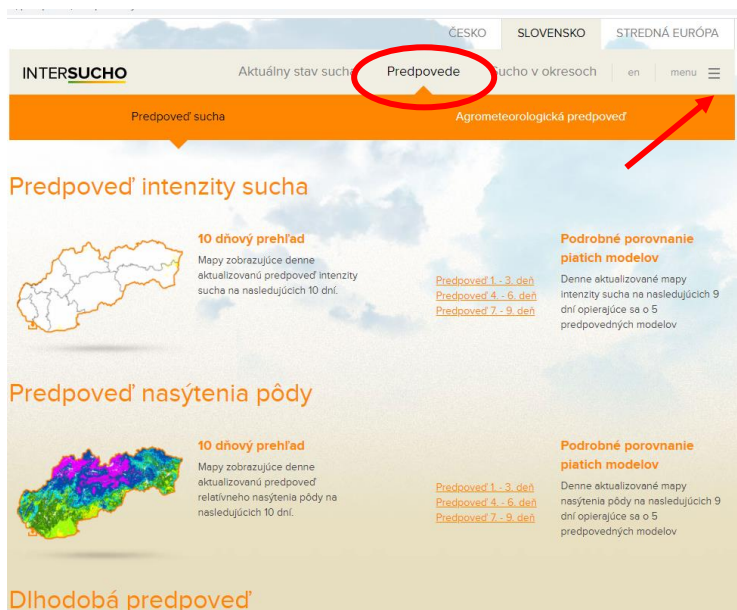 ČESKO SLOVENSKO STREDNÁ EURÓPA
INTERSUCHO Aktuálny stav sucha Predpovede Sucho v okresoch en menu
Predpoveď sucha Agrometeorologická predpoveď
Predpoveď intenzity sucha
10 dňový prehľad
Mapy zobrazujúce denne
aktualizovanú predpoveď intenzity
sucha na nasledujúcich 10 dní.
Predpoveď 1. - 3. deň
Predpoveď 4. - 6. deň
Predpoveď 7. - 9. deň
Podrobné porovnanie
piatich modelov
Denne aktualizované mapy
intenzity sucha na nasledujúcich 9
dní opierajúce sa o 5
predpovedných modelov
Predpoveď nasýtenia pôdy
10 dňový prehľad
Mapy zobrazujúce denne
aktualizovanú predpoveď
relatívneho nasýtenia pôdy na
nasledujúcich 10 dní.
Predpoveď 1. - 3. deň
Predpoveď 4. - 6. deň
Predpoveď 7. - 9. deň
Podrobné porovnanie
piatich modelov
Denne aktualizované mapy
nasýtenia pôdy na nasledujúcich 9
dní opierajúce sa o 5
predpovedných modelov
Dlhodobá predpoveď